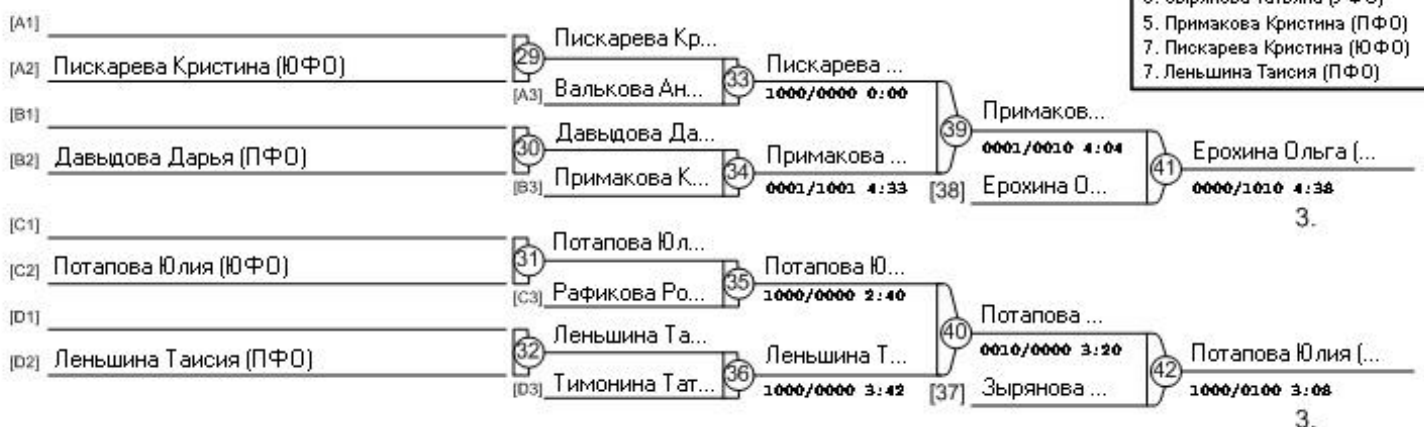 5. Примакова Кристина (ПФО)
7. Пискарева Кристина (ЮФО)
7. Леньшина Таисия (ПФО)
[A1]
[A2] Пискарева Кристина (ЮФО)
29
Пискарева Кр...
[A3] Валькова Ан...
33
Пискарева ...
1000/0000 0:00
[B1]
[B2] Давыдова Дарья (ПФО)
30
Давыдова Да...
[B3] Примакова К...
34
Примакова ...
0001/1001 4:33
39
Примаков...
0001/0010 4:04
[38] Ерохина О...
41
Ерохина Ольга (...
0000/1010 4:38
3.
[C1]
[C2] Потапова Юлия (ЮФО)
31
Потапова Юл...
[C3] Рафикова Ро...
35
Потапова Ю...
1000/0000 2:40
[D1]
[D2] Леньшина Таисия (ПФО)
32
Леньшина Та...
[D3] Тимонина Тат...
36
Леньшина Т...
1000/0000 3:42
40
Потапова ...
0010/0000 3:20
[37] Зырянова ...
42
Потапова Юлия (...
1000/0100 3:08
3.